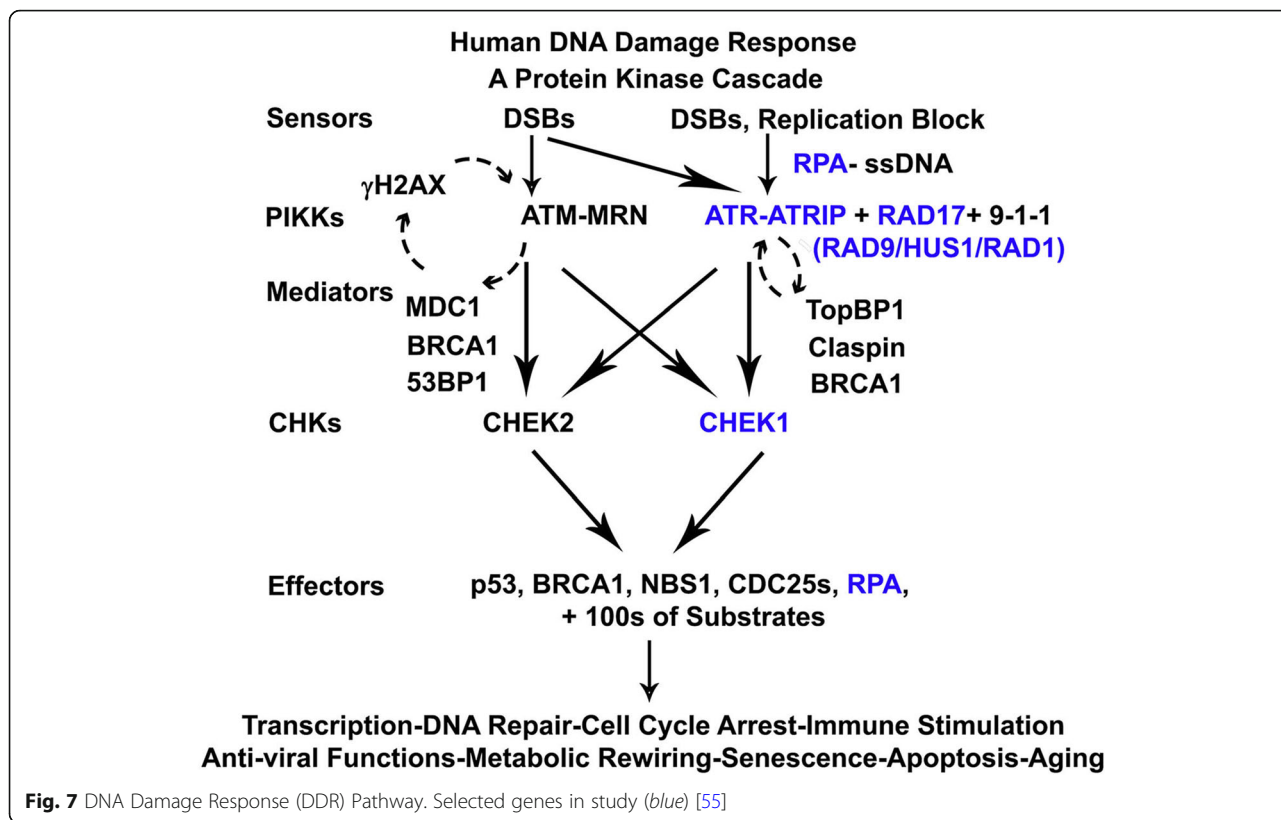 Human DNA Damage Response
A Protein Kinase Cascade
Sensors
DSBs
DSBs, Replication Block
RPA- ssDNA
γH2AX
PIKKs
ATM-MRN
ATR-ATRIP + RAD17+ 9-1-1
(RAD9/HUS1/RAD1)
Mediators
MDC1
BRCA1
53BP1
TopBP1
Claspin
BRCA1
CHKs
CHEK2
CHEK1
Effectors
p53, BRCA1, NBS1, CDC25s, RPA,
+ 100s of Substrates
Transcription-DNA Repair-Cell Cycle Arrest-Immune Stimulation
Anti-viral Functions-Metabolic Rewiring-Senescence-Apoptosis-Aging
Fig. 7 DNA Damage Response (DDR) Pathway. Selected genes in study (blue) [55]